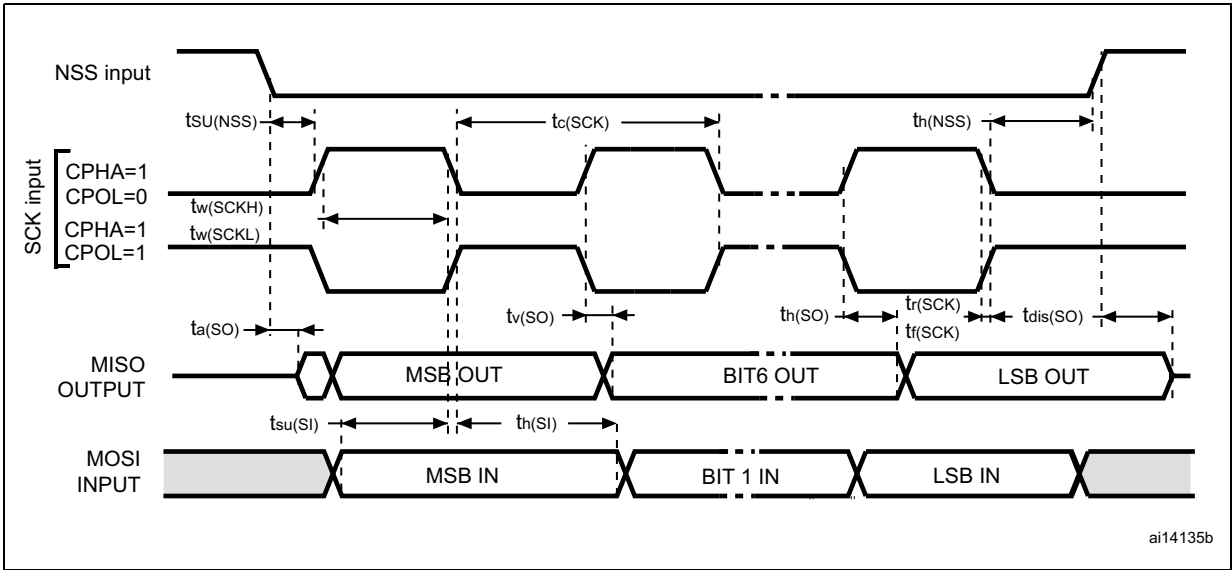 NSS input
tSU(NSS)
tc(SCK)
th(NSS)
SCK input
CPHA=1
CPOL=0
tw(SCKH)
CPHA=1
tw(SCKL)
CPOL=1
ta(SO)
tv(SO)
th(SO)
tr(SCK)
tf(SCK)
tdis(SO)
MISO
OUTPUT
MSB OUT
BIT6 OUT
LSB OUT
tsu(SI)
th(SI)
MOSI
INPUT
MSB IN
BIT 1 IN
LSB IN
ai14135b